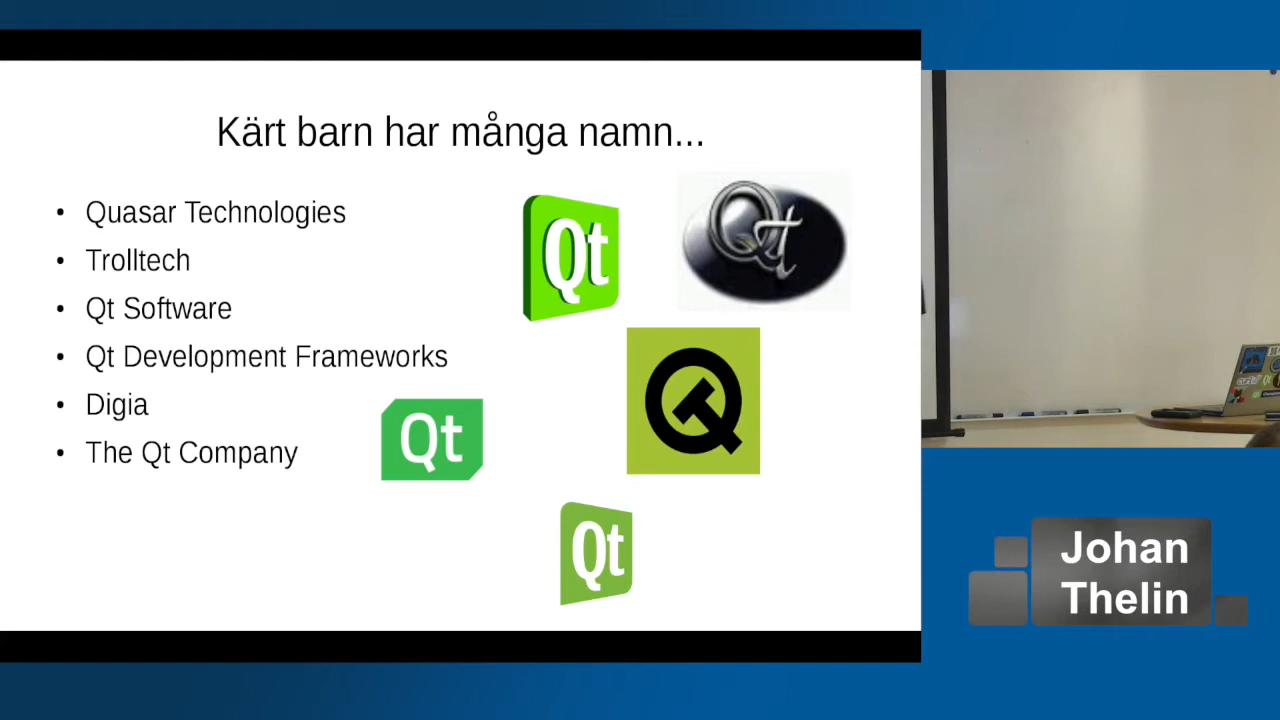 Kärt barn har många namn...
• Quasar Technologies
• Trolltech
• Qt Software
• Qt Development Frameworks
• Digia
• The Qt Company
Qt
Qt
Qt
Qt
Johan
Thelin
Qt